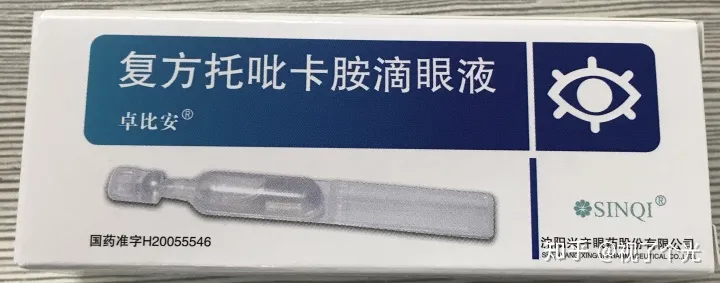 复方托吡卡胺滴眼液
卓比安®
SINQI®
国药准字H20055546
沈阳兴齐眼药股份有限公司
知乎